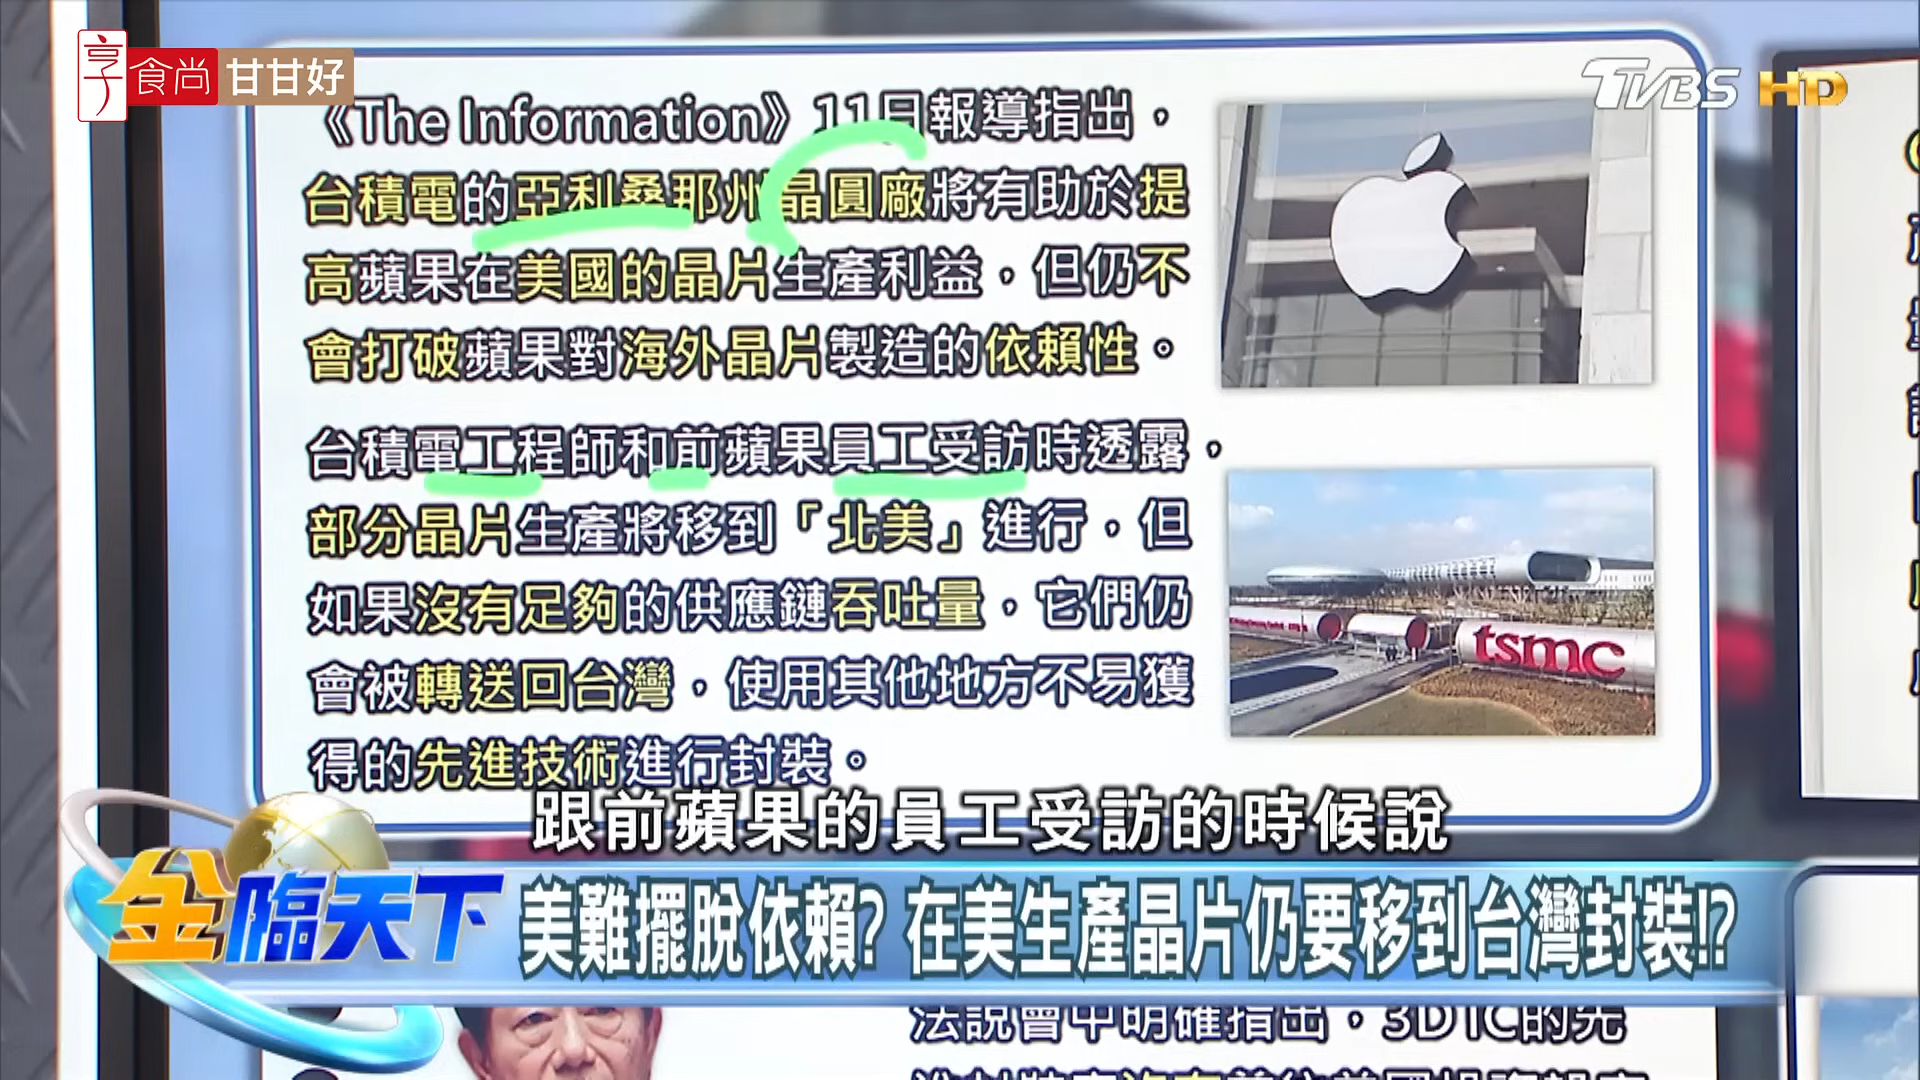 享 食尚 甘甘好
TVBS HD
《The Information》11日報導指出，
台積電的亞利桑那州晶圓廠將有助於提
高蘋果在美國的晶片生產利益，但仍不
會打破蘋果對海外晶片製造的依賴性。
台積電工程師和前蘋果員工受訪時透露，
部分晶片生產將移到「北美」進行，但
如果沒有足夠的供應鏈吞吐量，它們仍
會被轉送回台灣，使用其他地方不易獲
得的先進技術進行封裝。
tsmc
跟前蘋果的員工受訪的時候說
金臨天下
美難擺脫依賴? 在美生產晶片仍要移到台灣封裝!?
法說會中明確指出，3D IC的先